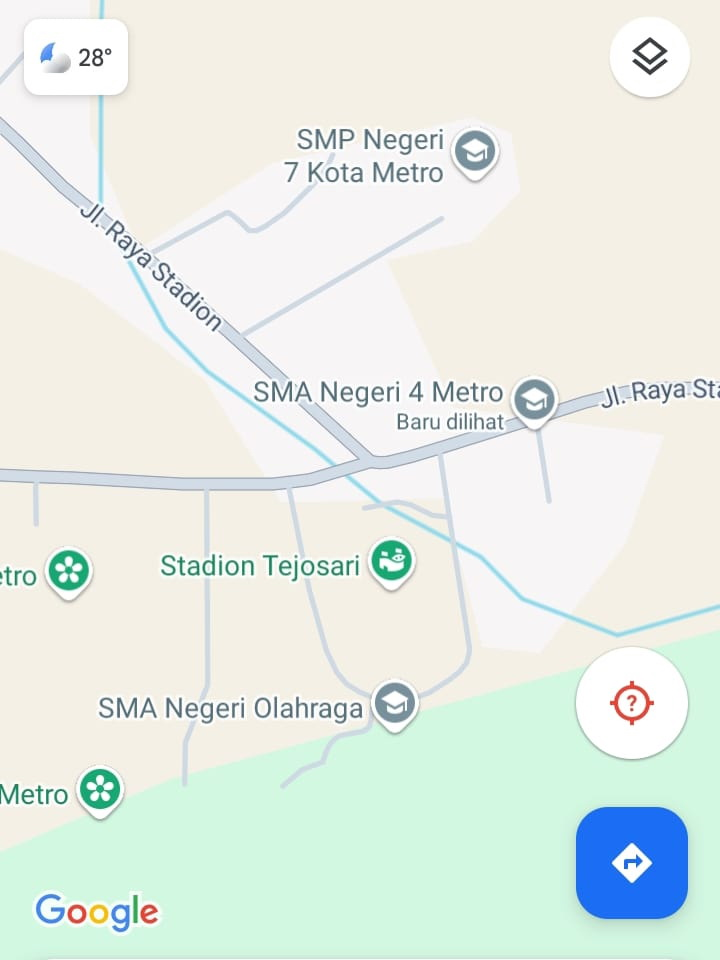 28°
SMP Negeri
7 Kota Metro
Jl. Raya Stadion
SMA Negeri 4 Metro
Baru dilihat
Jl. Raya Sta
etro
Stadion Tejosari
SMA Negeri Olahraga
?
Metro
Google